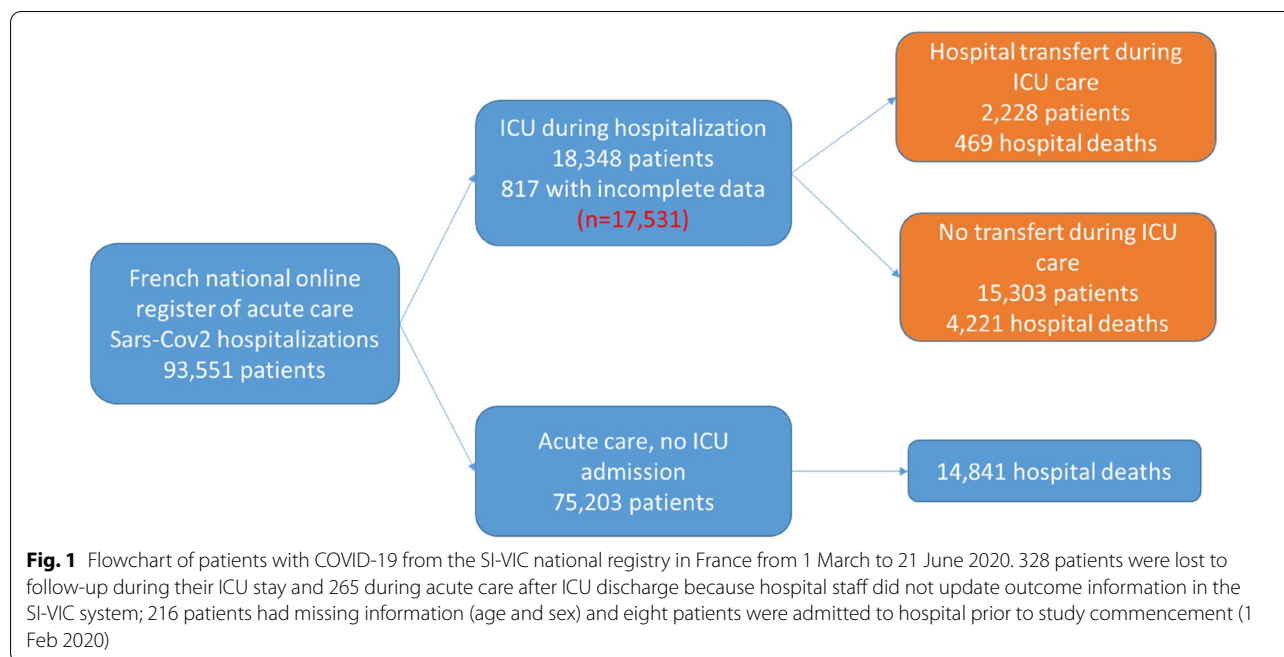 French national online
register of acute care
Sars-Cov2 hospitalizations
93,551 patients
ICU during hospitalization
18,348 patients
817 with incomplete data
(n=17,531)
Hospital transfert during
ICU care
2,228 patients
469 hospital deaths
No transfert during ICU
care
15,303 patients
4,221 hospital deaths
Acute care, no ICU
admission
75,203 patients
14,841 hospital deaths
Fig. 1 Flowchart of patients with COVID-19 from the SI-VIC national registry in France from 1 March to 21 June 2020. 328 patients were lost to
follow-up during their ICU stay and 265 during acute care after ICU discharge because hospital staff did not update outcome information in the
SI-VIC system; 216 patients had missing information (age and sex) and eight patients were admitted to hospital prior to study commencement (1
Feb 2020)